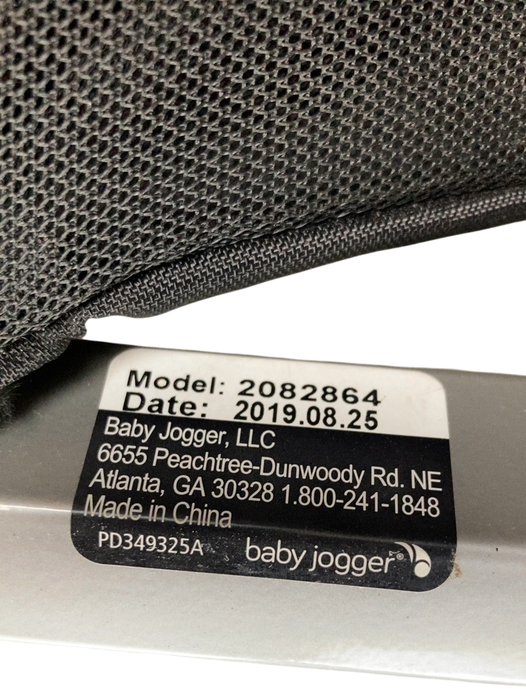 Model: 2082864
Date: 2019.08.25
Baby Jogger, LLC
6655 Peachtree-Dunwoody Rd. NE
Atlanta, GA 30328 1.800-241-1848
Made in China
PD349325A
baby jogger®